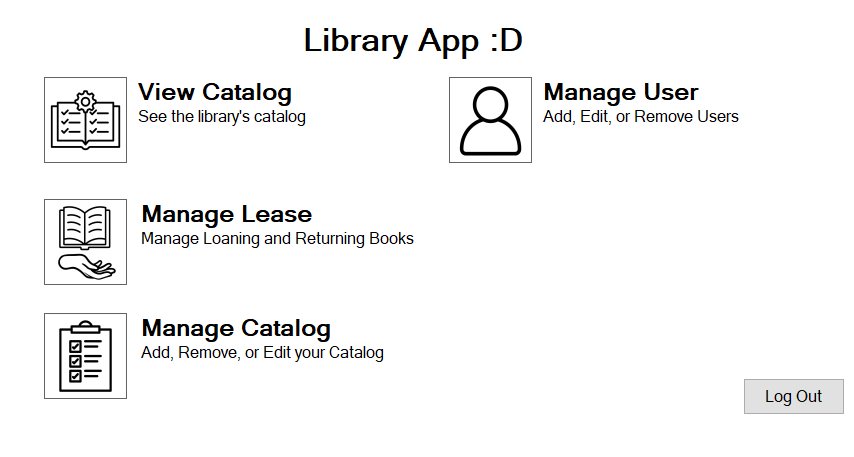 Library App :D
View Catalog
See the library's catalog
Manage User
Add, Edit, or Remove Users
Manage Lease
Manage Loaning and Returning Books
Manage Catalog
Add, Remove, or Edit your Catalog
Log Out